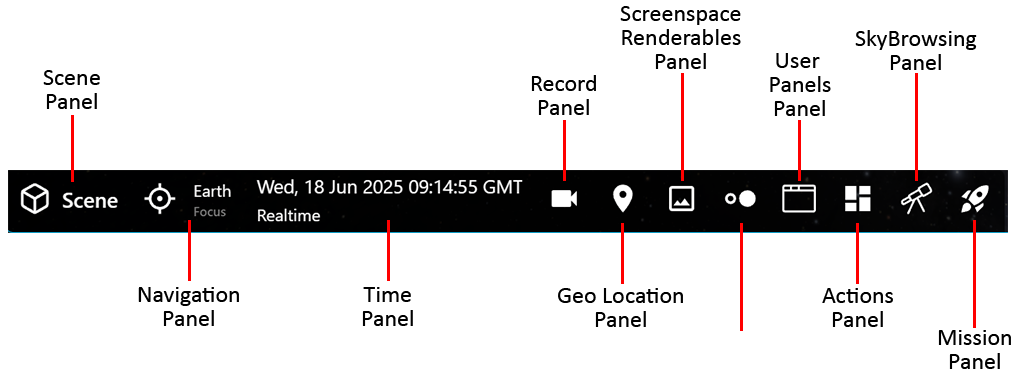 Screenspace
Renderables
Panel
SkyBrowsing
Panel
User
Panels
Panel
Scene
Panel
Record
Panel
Scene
Earth
Focus
Wed, 18 Jun 2025 09:14:55 GMT
Realtime
Navigation
Panel
Time
Panel
Geo Location
Panel
Actions
Panel
Mission
Panel